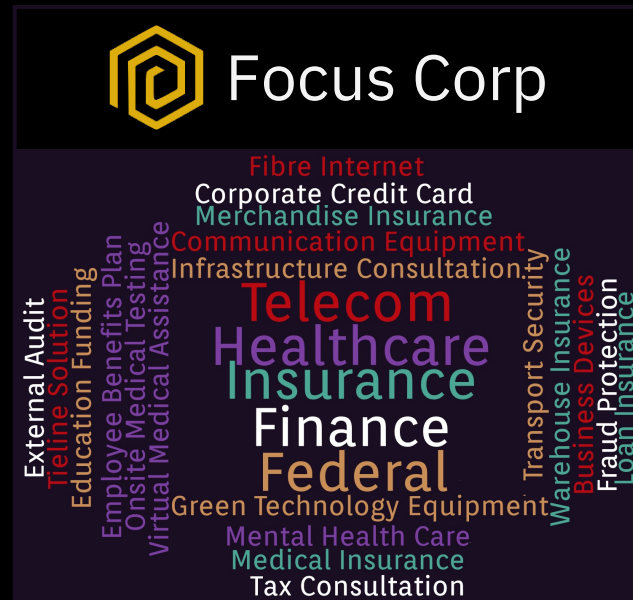 Focus Corp
Fibre Internet
Corporate Credit Card
Merchandise Insurance
Communication Equipment
Infrastructure Consultation
Telecom
Healthcare
Insurance
Finance
Federal
Green Technology Equipment
Mental Health Care
Medical Insurance
Tax Consultation
External Audit
Tieline Solution
Education Funding
Employee Benefits Plan
Onsite Medical Testing
Virtual Medical Assistance
Transport Security
Warehouse Insurance
Business Devices
Fraud Protection
Loan Insurance